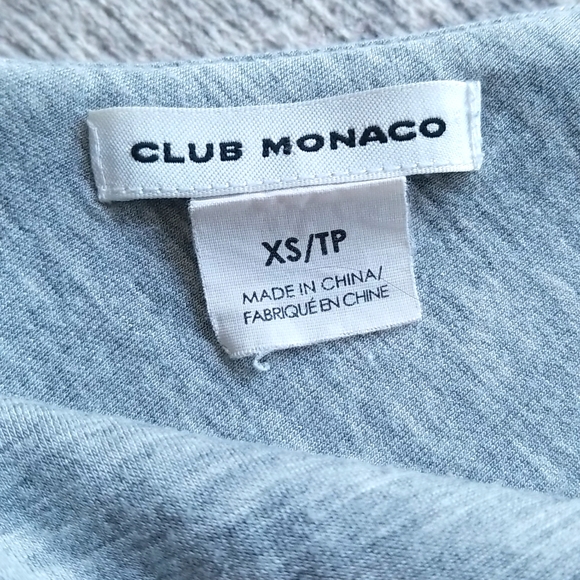 CLUB MONACO
XS/TP
MADE IN CHINA/
FABRIQUÉ EN CHINE